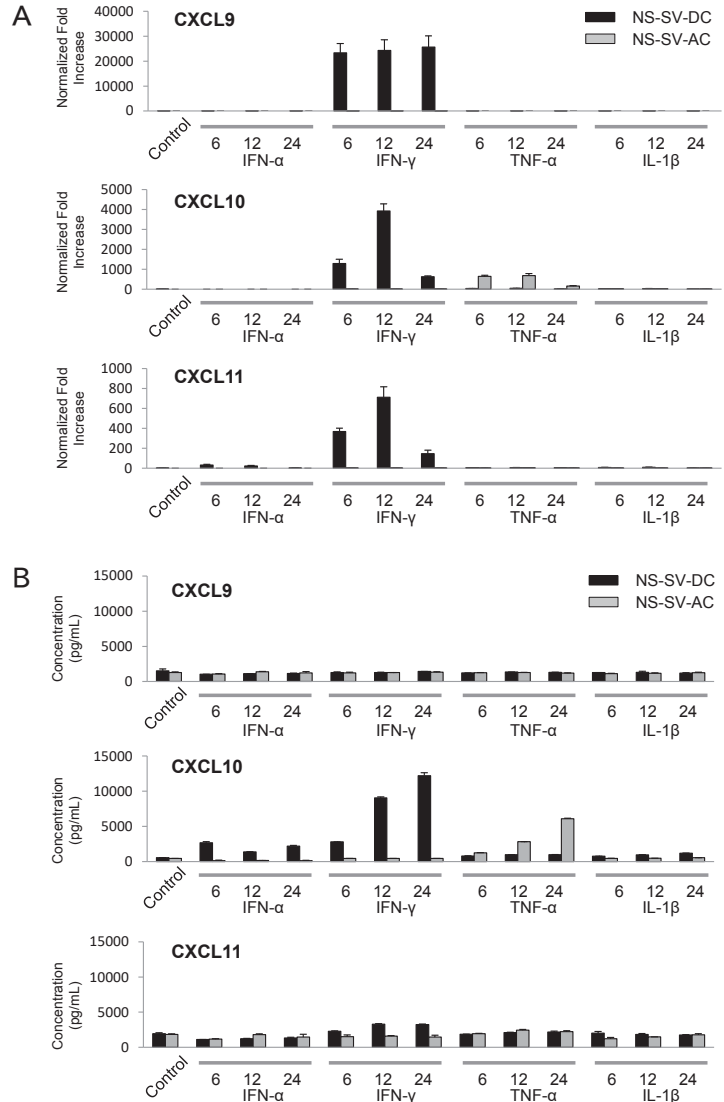 A
CXCL9
NS-SV-DC
NS-SV-AC
Normalized Fold
Increase
40000
30000
20000
10000
0
Control
6 12 24 6 12 24 6 12 24 6 12 24
IFN-α IFN-γ TNF-α IL-1β
CXCL10
Normalized Fold
Increase
5000
4000
3000
2000
1000
0
Control
6 12 24 6 12 24 6 12 24 6 12 24
IFN-α IFN-γ TNF-α IL-1β
CXCL11
Normalized Fold
Increase
1000
800
600
400
200
0
Control
6 12 24 6 12 24 6 12 24 6 12 24
IFN-α IFN-γ TNF-α IL-1β
B
CXCL9
NS-SV-DC
NS-SV-AC
Concentration
(pg/mL)
15000
10000
5000
0
Control
6 12 24 6 12 24 6 12 24 6 12 24
IFN-α IFN-γ TNF-α IL-1β
CXCL10
Concentration
(pg/mL)
15000
10000
5000
0
Control
6 12 24 6 12 24 6 12 24 6 12 24
IFN-α IFN-γ TNF-α IL-1β
CXCL11
Concentration
(pg/mL)
15000
10000
5000
0
Control
6 12 24 6 12 24 6 12 24 6 12 24
IFN-α IFN-γ TNF-α IL-1β